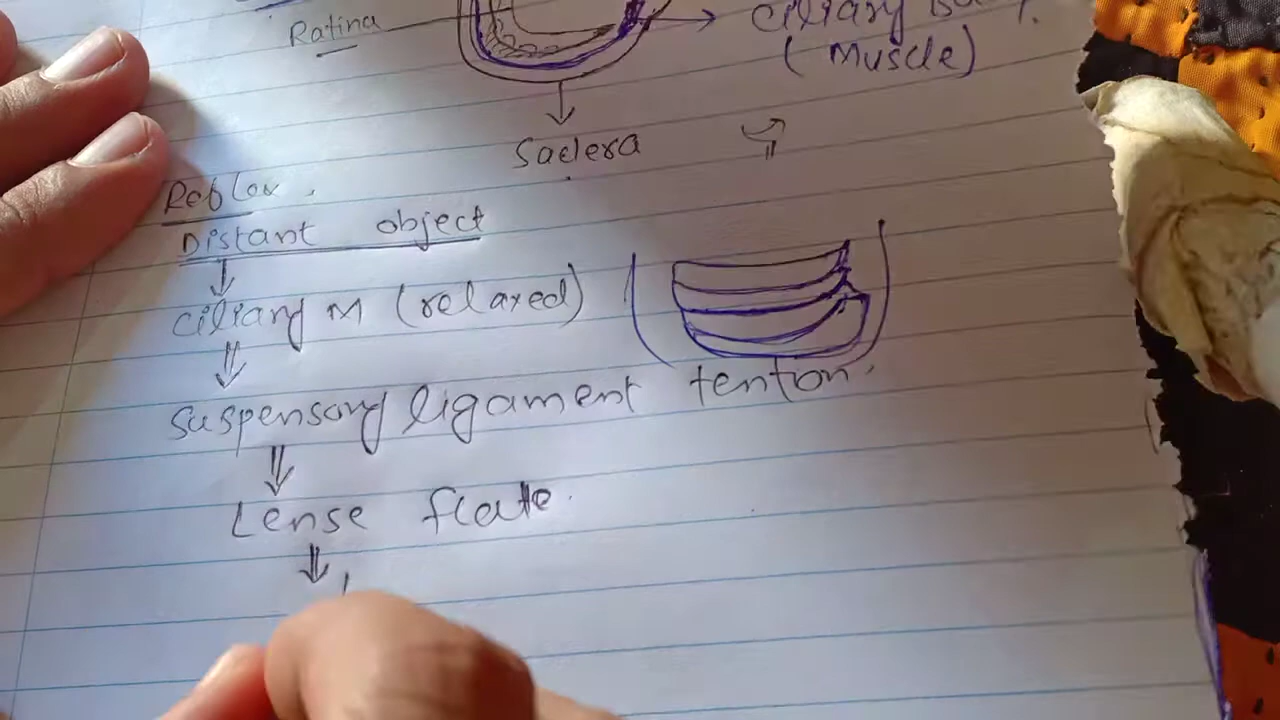 Ratina
ciliary
(Muscle)
Saclera
Reflex.
Distant object
ciliary M (relaxed)
suspensory ligament tention.
Lense flate.